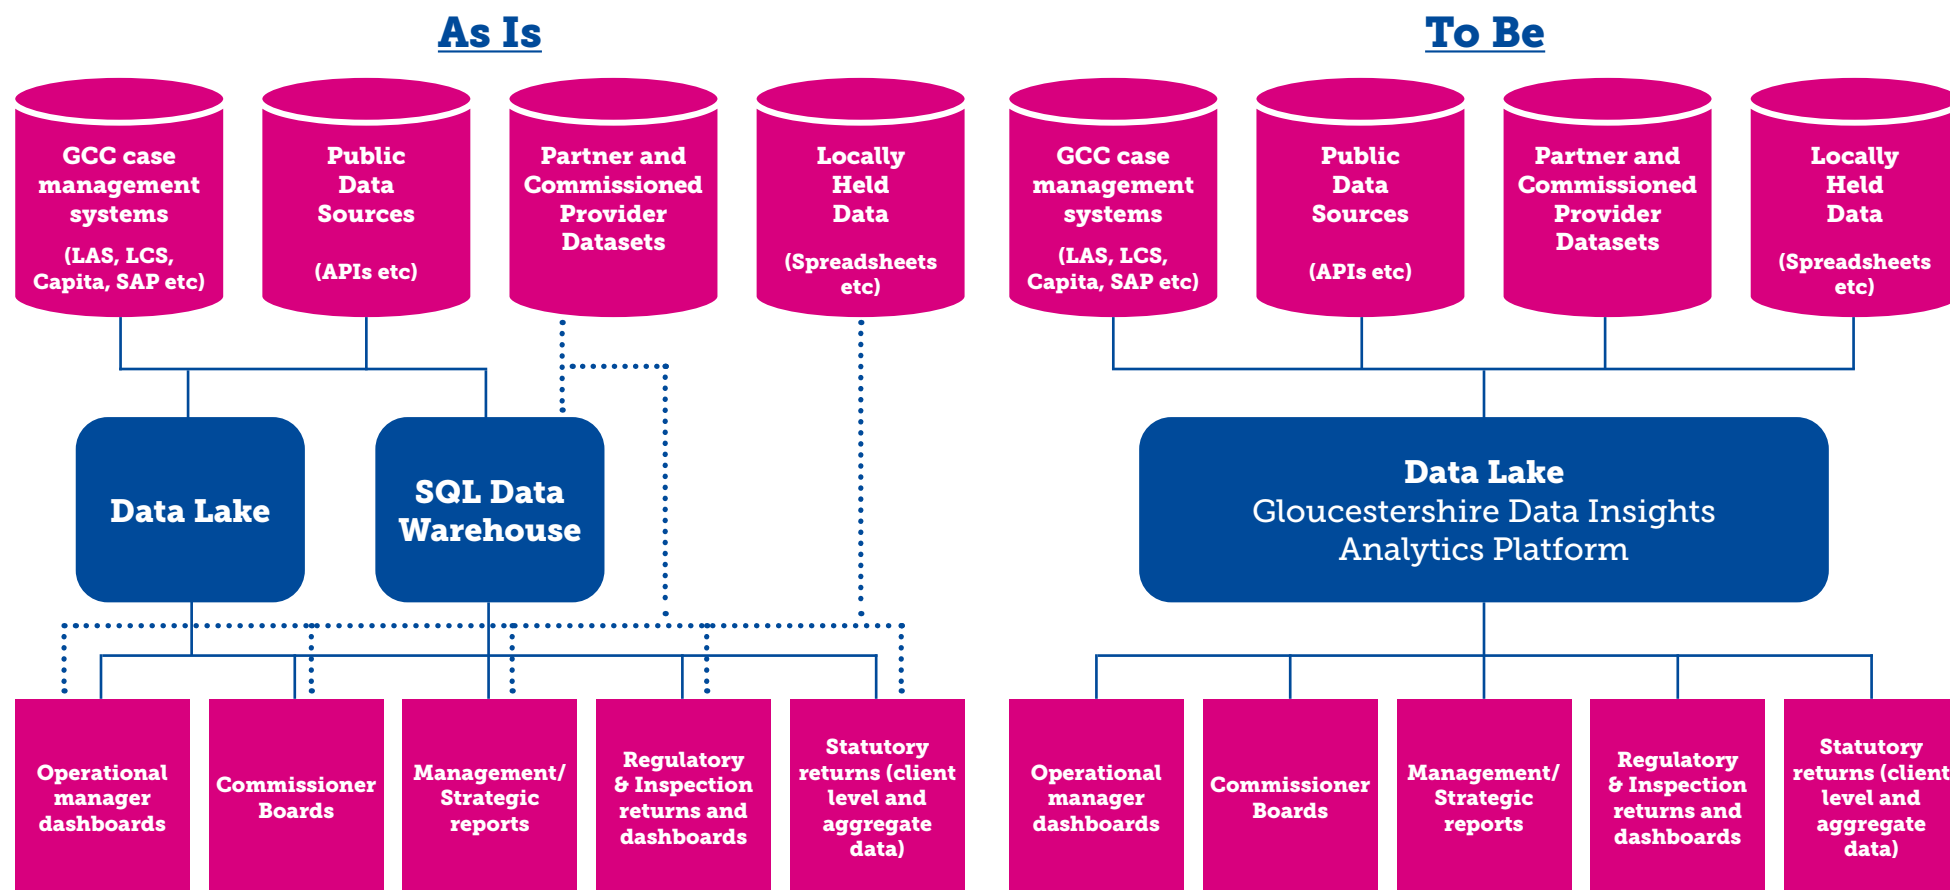 As Is
GCC case
management
systems
(LAS, LCS,
Capita, SAP etc)
Public
Data
Sources
(APIs etc)
Partner and
Commissioned
Provider
Datasets
Locally
Held
Data
(Spreadsheets
etc)
Data Lake
SQL Data
Warehouse
Operational
manager
dashboards
Commissioner
Boards
Management/
Strategic
reports
Regulatory
& Inspection
returns and
dashboards
Statutory
returns (client
level and
aggregate
data)
To Be
GCC case
management
systems
(LAS, LCS,
Capita, SAP etc)
Public
Data
Sources
(APIs etc)
Partner and
Commissioned
Provider
Datasets
Locally
Held
Data
(Spreadsheets
etc)
Data Lake
Gloucestershire Data Insights
Analytics Platform
Operational
manager
dashboards
Commissioner
Boards
Management/
Strategic
reports
Regulatory
& Inspection
returns and
dashboards
Statutory
returns (client
level and
aggregate
data)